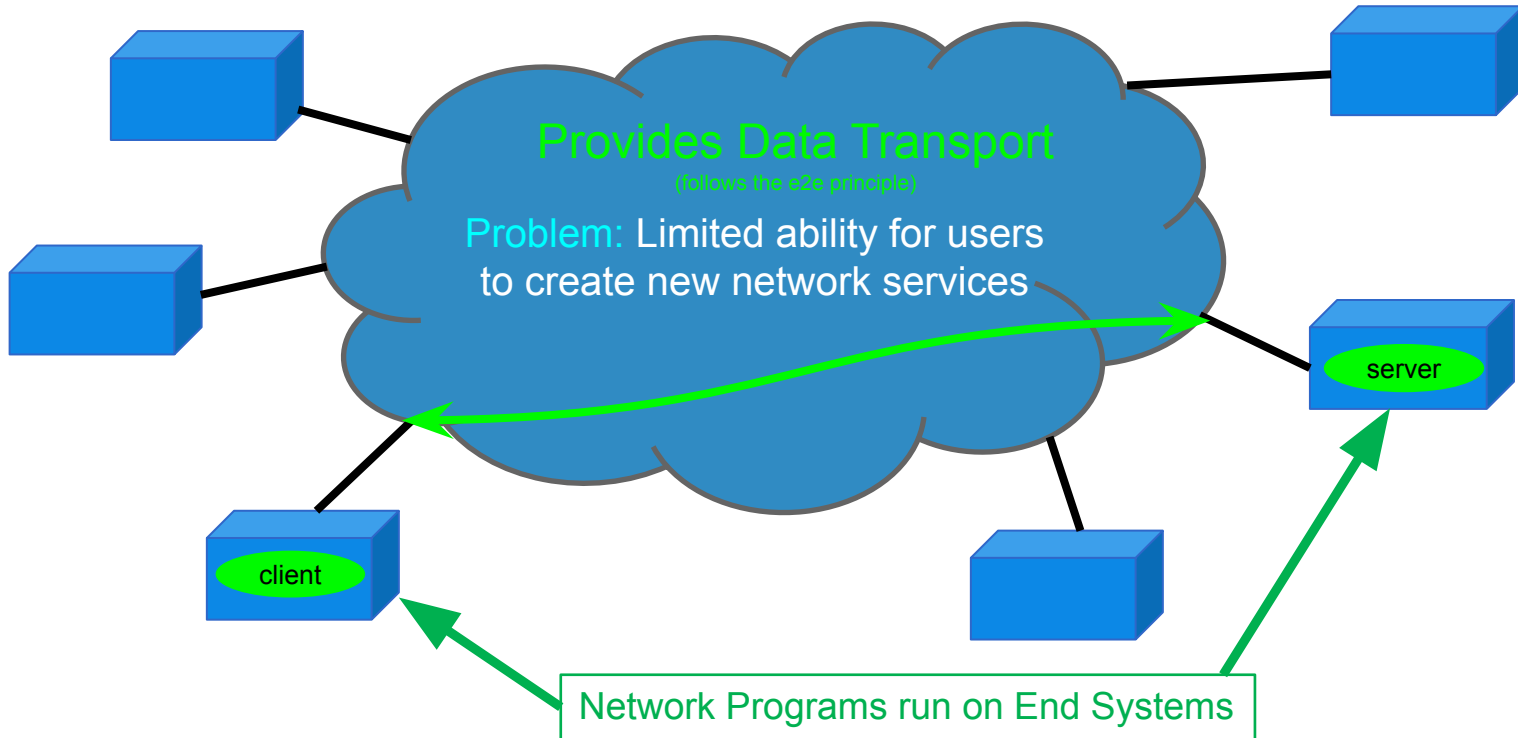 Provides Data Transport
(follows the e2e principle)
Problem: Limited ability for users
to create new network services
server
client
Network Programs run on End Systems